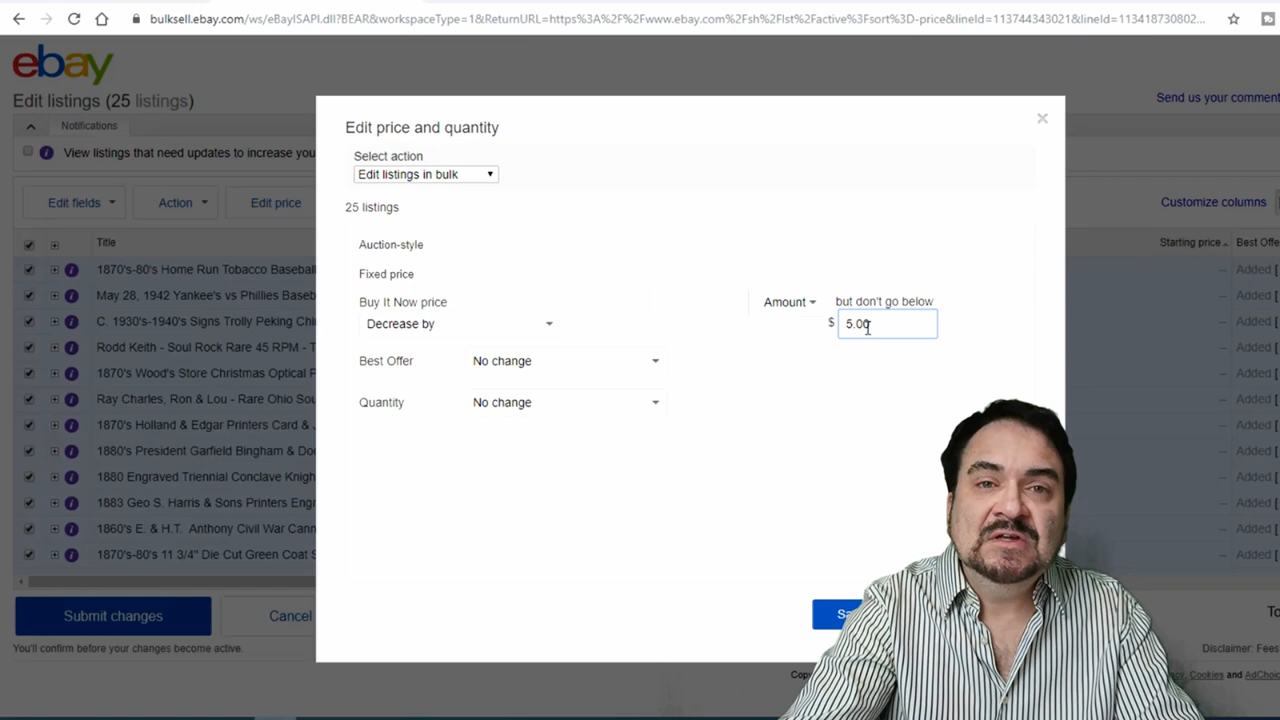 bulksell.ebay.com/ws/eBayISAPI.dll?BEAR&workspaceType=1&ReturnURL=https%3A%2F%2Fwww.ebay.com%2Fsh%2Flst%2Factive%3Fsort%3D-price&lineId=113744343021&lineId=113418730802...
ebay
Edit listings (25 listings)
Send us your comment
Notifications
View listings that need updates to increase you
Edit fields
Action
Edit price
Customize columns
Title
Starting price
Best Offe
1870's-80's Home Run Tobacco Baseball
May 28, 1942 Yankee's vs Phillies Baseb
C. 1930's-1940's Signs Trolly Peking Chi
Rodd Keith - Soul Rock Rare 45 RPM - T
1870's Wood's Store Christmas Optical P
Ray Charles, Ron & Lou - Rare Ohio Sou
1870's Holland & Edgar Printers Card &
1880's President Garfield Bingham & Do
1880 Engraved Triennial Conclave Knigh
1883 Geo S. Harris & Sons Printers Engr
1860's E. & H.T. Anthony Civil War Cann
1870's-80's 11 3/4" Die Cut Green Coat S
Added [
Added [
Added [
Added [
Added [
Added [
Added [
Added [
Added [
Added [
Added [
Added [
Edit price and quantity
Select action
Edit listings in bulk
25 listings
Auction-style
Fixed price
Buy It Now price
Amount
but don't go below
Decrease by
$ 5.00
Best Offer
No change
Quantity
No change
Sa
Submit changes
Cancel
To
You'll confirm before your changes become active.
Disclaimer: Fees
Cop
Cookies and AdChoic